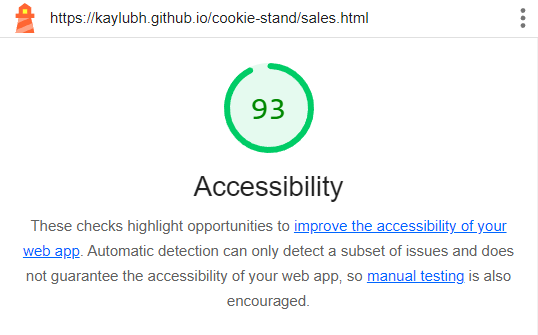 https://kaylubh.github.io/cookie-stand/sales.html
93
Accessibility
These checks highlight opportunities to improve the accessibility of your
web app. Automatic detection can only detect a subset of issues and does
not guarantee the accessibility of your web app, so manual testing is also
encouraged.